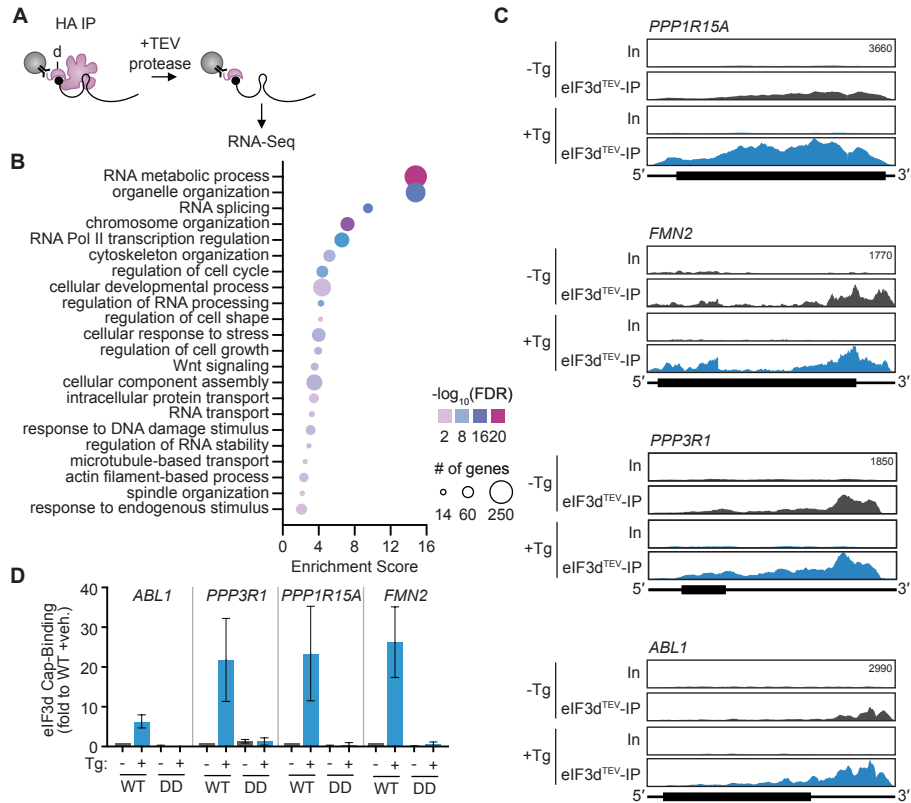 A
HA IP
d
+TEV
protease
RNA-Seq
B
RNA metabolic process
organelle organization
RNA splicing
chromosome organization
RNA Pol II transcription regulation
cytoskeleton organization
regulation of cell cycle
cellular developmental process
regulation of RNA processing
regulation of cell shape
cellular response to stress
regulation of cell growth
Wnt signaling
cellular component assembly
intracellular protein transport
RNA transport
response to DNA damage stimulus
regulation of RNA stability
microtubule-based transport
actin filament-based process
spindle organization
response to endogenous stimulus
0 4 8 12 16
Enrichment Score
-log10(FDR)
2 8 16 20
# of genes
14 60 250
C
PPP1R15A
-Tg
In
3660
eIF3dTEV-IP
+Tg
In
eIF3dTEV-IP
5′ 3′
FMN2
-Tg
In
1770
eIF3dTEV-IP
+Tg
In
eIF3dTEV-IP
5′ 3′
PPP3R1
-Tg
In
1850
eIF3dTEV-IP
+Tg
In
eIF3dTEV-IP
5′ 3′
ABL1
-Tg
In
2990
eIF3dTEV-IP
+Tg
In
eIF3dTEV-IP
5′ 3′
D
eIF3d Cap-Binding
(fold to WT +veh.)
40
30
20
10
0
ABL1 PPP3R1 PPP1R15A FMN2
Tg: - + - + - + - + - + - + - + - +
WT DD WT DD WT DD WT DD